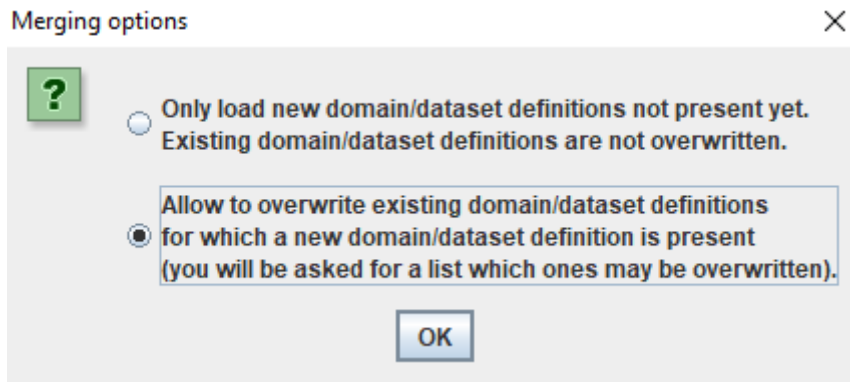 Merging options
?
Only load new domain/dataset definitions not present yet.
Existing domain/dataset definitions are not overwritten.
Allow to overwrite existing domain/dataset definitions
for which a new domain/dataset definition is present
(you will be asked for a list which ones may be overwritten).
OK